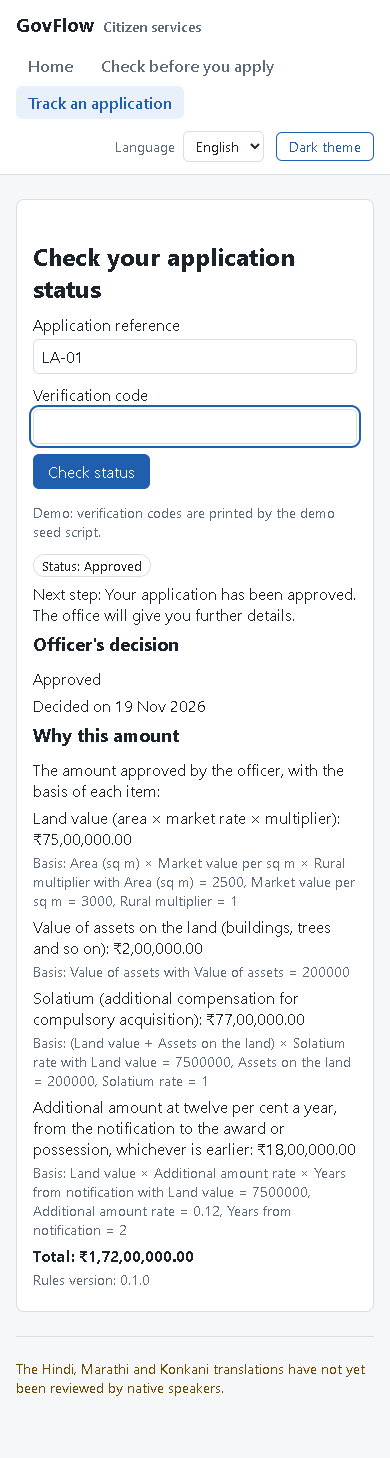 GovFlow Citizen services
Home Check before you apply
Track an application
Language English Dark theme
Check your application
status
Application reference
LA-01
Verification code
Check status
Demo: verification codes are printed by the demo
seed script.
Status: Approved
Next step: Your application has been approved.
The office will give you further details.
Officer's decision
Approved
Decided on 19 Nov 2026
Why this amount
The amount approved by the officer, with the
basis of each item:
Land value (area × market rate × multiplier):
₹75,00,000.00
Basis: Area (sq m) × Market value per sq m × Rural
multiplier with Area (sq m) = 2500, Market value per
sq m = 3000, Rural multiplier = 1
Value of assets on the land (buildings, trees
and so on): ₹2,00,000.00
Basis: Value of assets with Value of assets = 200000
Solatium (additional compensation for
compulsory acquisition): ₹77,00,000.00
Basis: (Land value + Assets on the land) × Solatium
rate with Land value = 7500000, Assets on the land
= 200000, Solatium rate = 1
Additional amount at twelve per cent a year,
from the notification to the award or
possession, whichever is earlier: ₹18,00,000.00
Basis: Land value × Additional amount rate × Years
from notification with Land value = 7500000,
Additional amount rate = 0.12, Years from
notification = 2
Total: ₹1,72,00,000.00
Rules version: 0.1.0
The Hindi, Marathi and Konkani translations have not yet
been reviewed by native speakers.